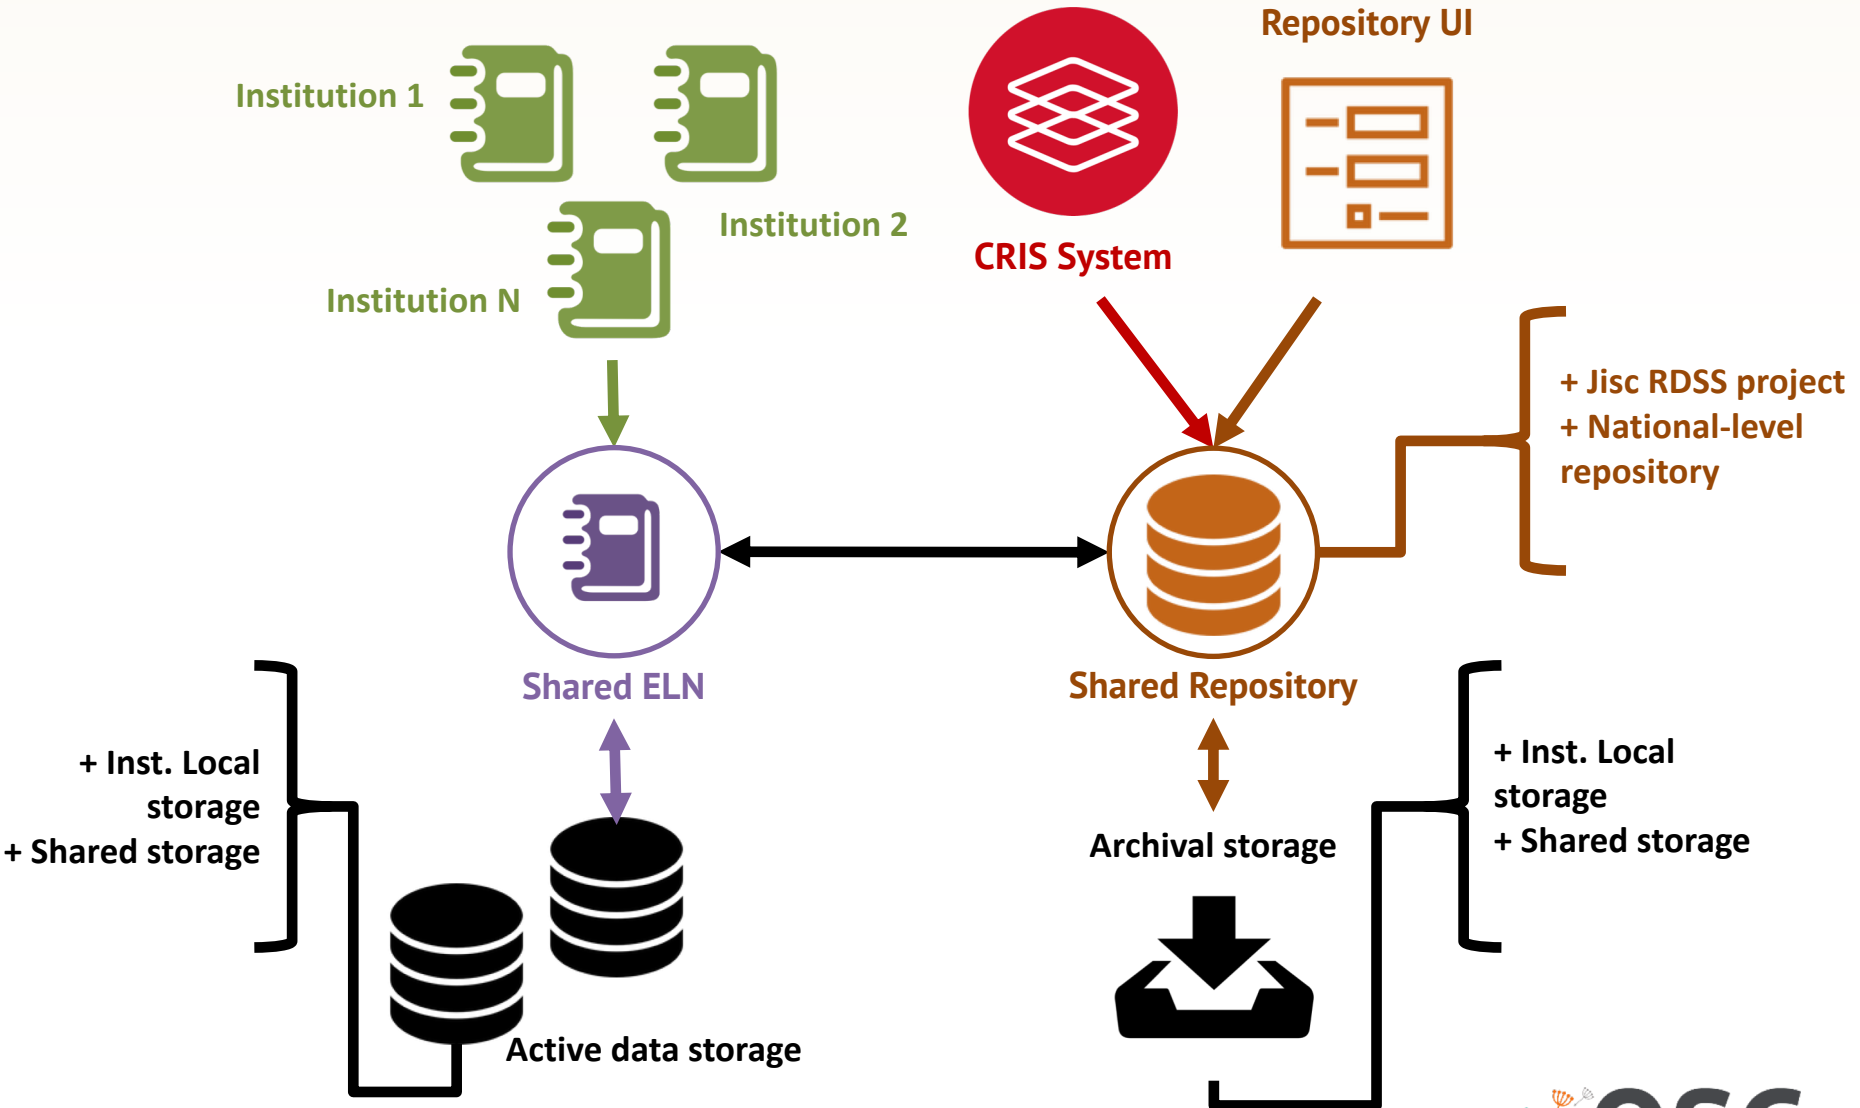 Repository UI
Institution 1
Institution 2
CRIS System
Institution N
+ Jisc RDSS project
+ National-level
repository
Shared ELN
Shared Repository
+ Inst. Local
storage
+ Shared storage
+ Inst. Local
storage
+ Shared storage
Archival storage
Active data storage